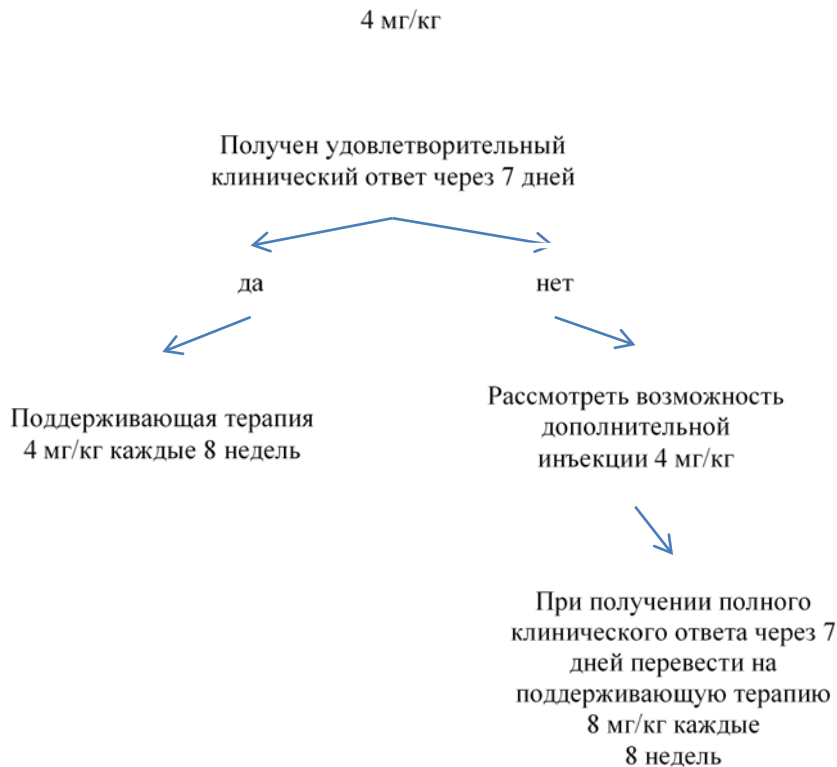 4 мг/кг
Получен удовлетворительный
клинический ответ через 7 дней
да
нет
Поддерживающая терапия
4 мг/кг каждые 8 недель
Рассмотреть возможность
дополнительной
инъекции 4 мг/кг
При получении полного
клинического ответа через 7
дней перевести на
поддерживающую терапию
8 мг/кг каждые
8 недель